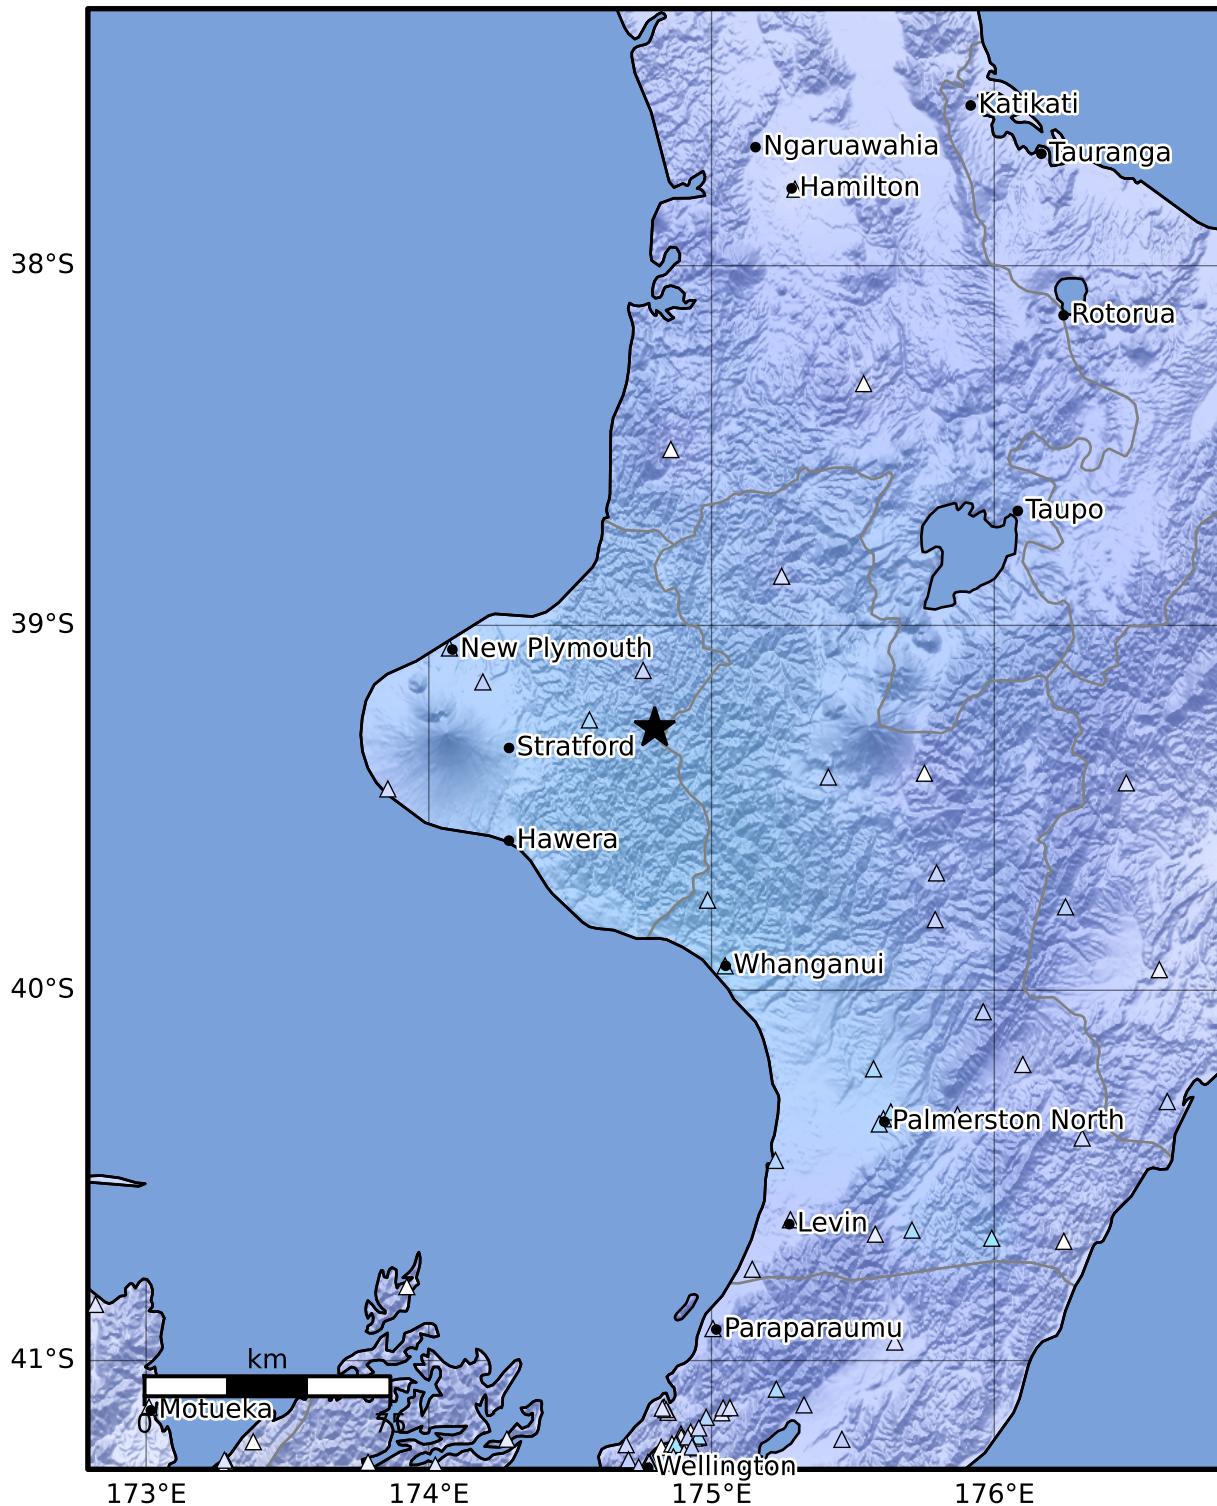 Katikati
Ngaruawahia
Tauranga
Hamilton
38°S
Rotorua
Taupo
39°S
New Plymouth
Stratford
Hawera
Whanganui
40°S
Palmerston North
Levin
Paraparaumu
41°S
km
0
Motueka
Wellington
173°E
174°E
175°E
176°E